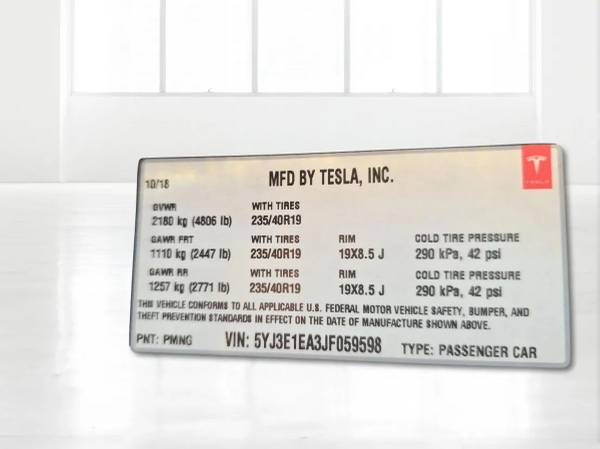 10/18 MFD BY TESLA, INC.
TESLA
GVWR WITH TIRES
2180 kg (4806 lb) 235/40R19
GAWR FRT WITH TIRES RIM COLD TIRE PRESSURE
1110 kg (2447 lb) 235/40R19 19X8.5 J 290 kPa, 42 psi
GAWR RR WITH TIRES RIM COLD TIRE PRESSURE
1257 kg (2771 lb) 235/40R19 19X8.5 J 290 kPa, 42 psi
THIS VEHICLE CONFORMS TO ALL APPLICABLE U.S. FEDERAL MOTOR VEHICLE SAFETY, BUMPER, AND
THEFT PREVENTION STANDARDS IN EFFECT ON THE DATE OF MANUFACTURE SHOWN ABOVE.
PNT: PMNG VIN: 5YJ3E1EA3JF059598 TYPE: PASSENGER CAR